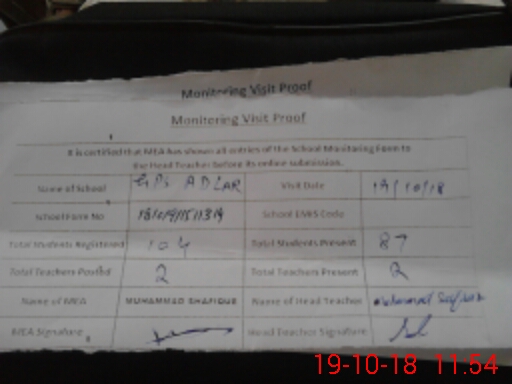 Monitoring Visit Proof
Monitoring Visit Proof
It is certified that MEA has shown all entries of the School Monitoring Form to
the Head Teacher before its online submission.
Name of School GPS ADLAR Visit Date 19/10/18
School Form No School EMIS Code
Total Students Registered 104 Total Students Present 87
Total Teachers Posted 2 Total Teachers Present 2
Name of MEA MUHAMMAD SHAFIQUE Name of Head Teacher Mohammad
MEA Signature Head Teacher Signature
19-10-18 11.54